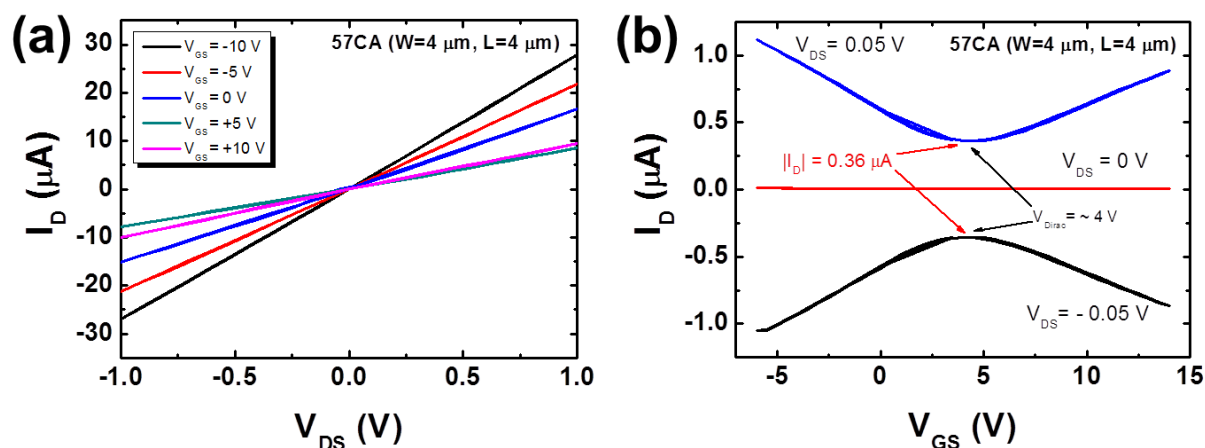 (a)
57CA (W=4 μm, L=4 μm)
V_GS = -10 V
V_GS = -5 V
V_GS = 0 V
V_GS = +5 V
V_GS = +10 V
30
20
10
0
-10
-20
-30
I_D (μA)
-1.0 -0.5 0.0 0.5 1.0
V_DS (V)
(b)
57CA (W=4 μm, L=4 μm)
V_DS = 0.05 V
|I_D| = 0.36 μA
V_DS = 0 V
V_Dirac = ~ 4 V
V_DS = - 0.05 V
1.0
0.5
0.0
-0.5
-1.0
I_D (μA)
-5 0 5 10 15
V_GS (V)